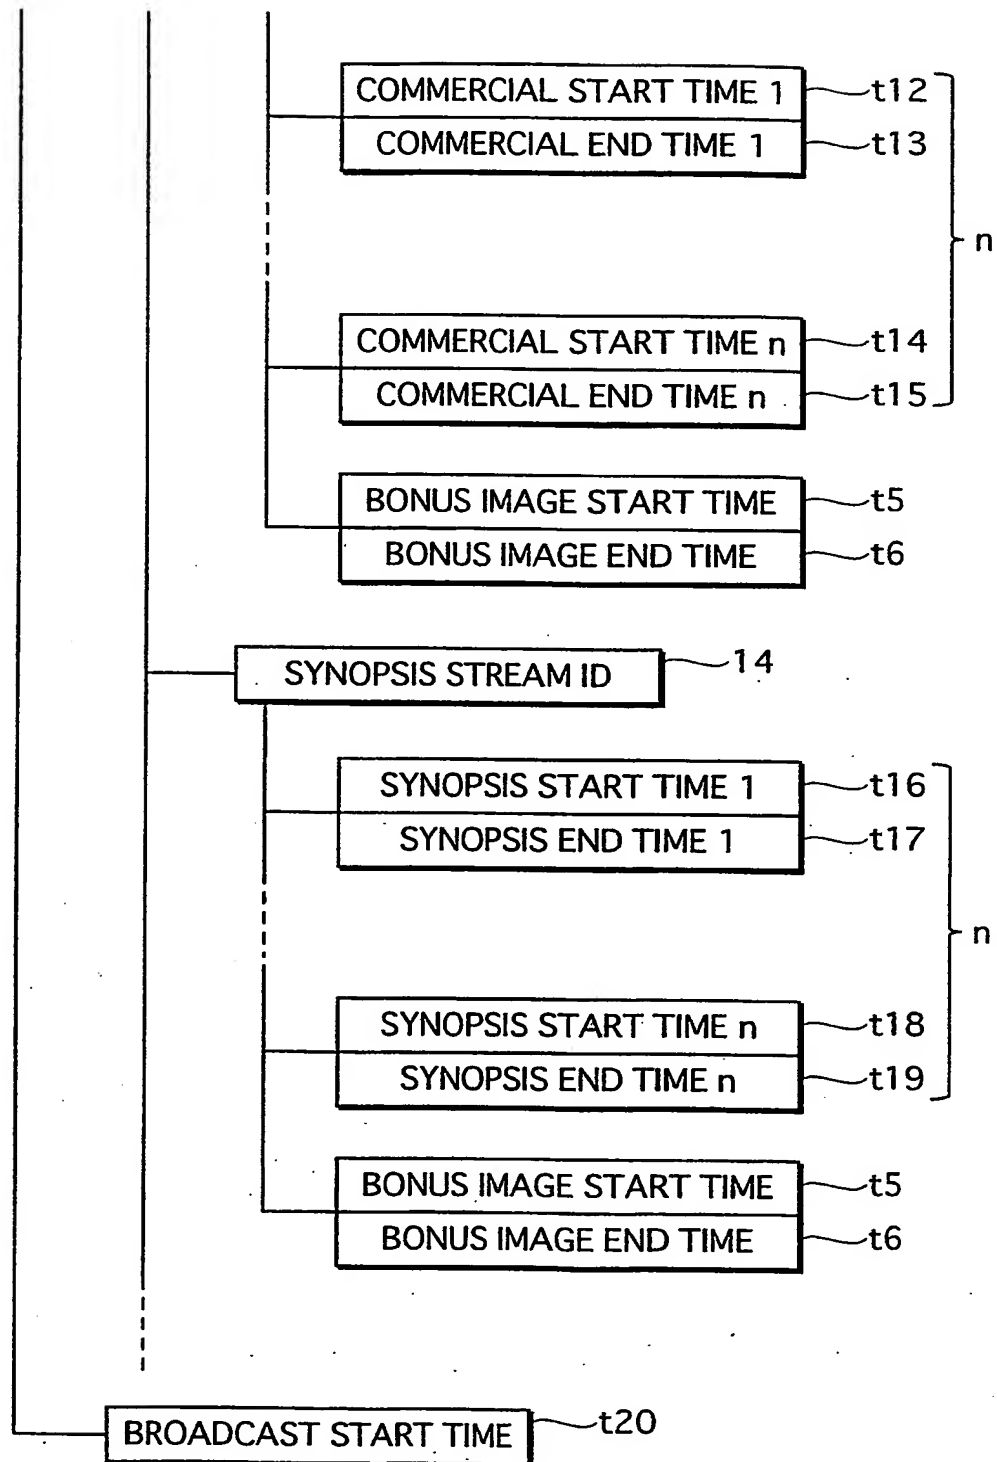 COMMERCIAL START TIME 1 t12
COMMERCIAL END TIME 1 t13
n
COMMERCIAL START TIME n t14
COMMERCIAL END TIME n t15
BONUS IMAGE START TIME t5
BONUS IMAGE END TIME t6
SYNOPSIS STREAM ID 14
SYNOPSIS START TIME 1 t16
SYNOPSIS END TIME 1 t17
n
SYNOPSIS START TIME n t18
SYNOPSIS END TIME n t19
BONUS IMAGE START TIME t5
BONUS IMAGE END TIME t6
BROADCAST START TIME t20